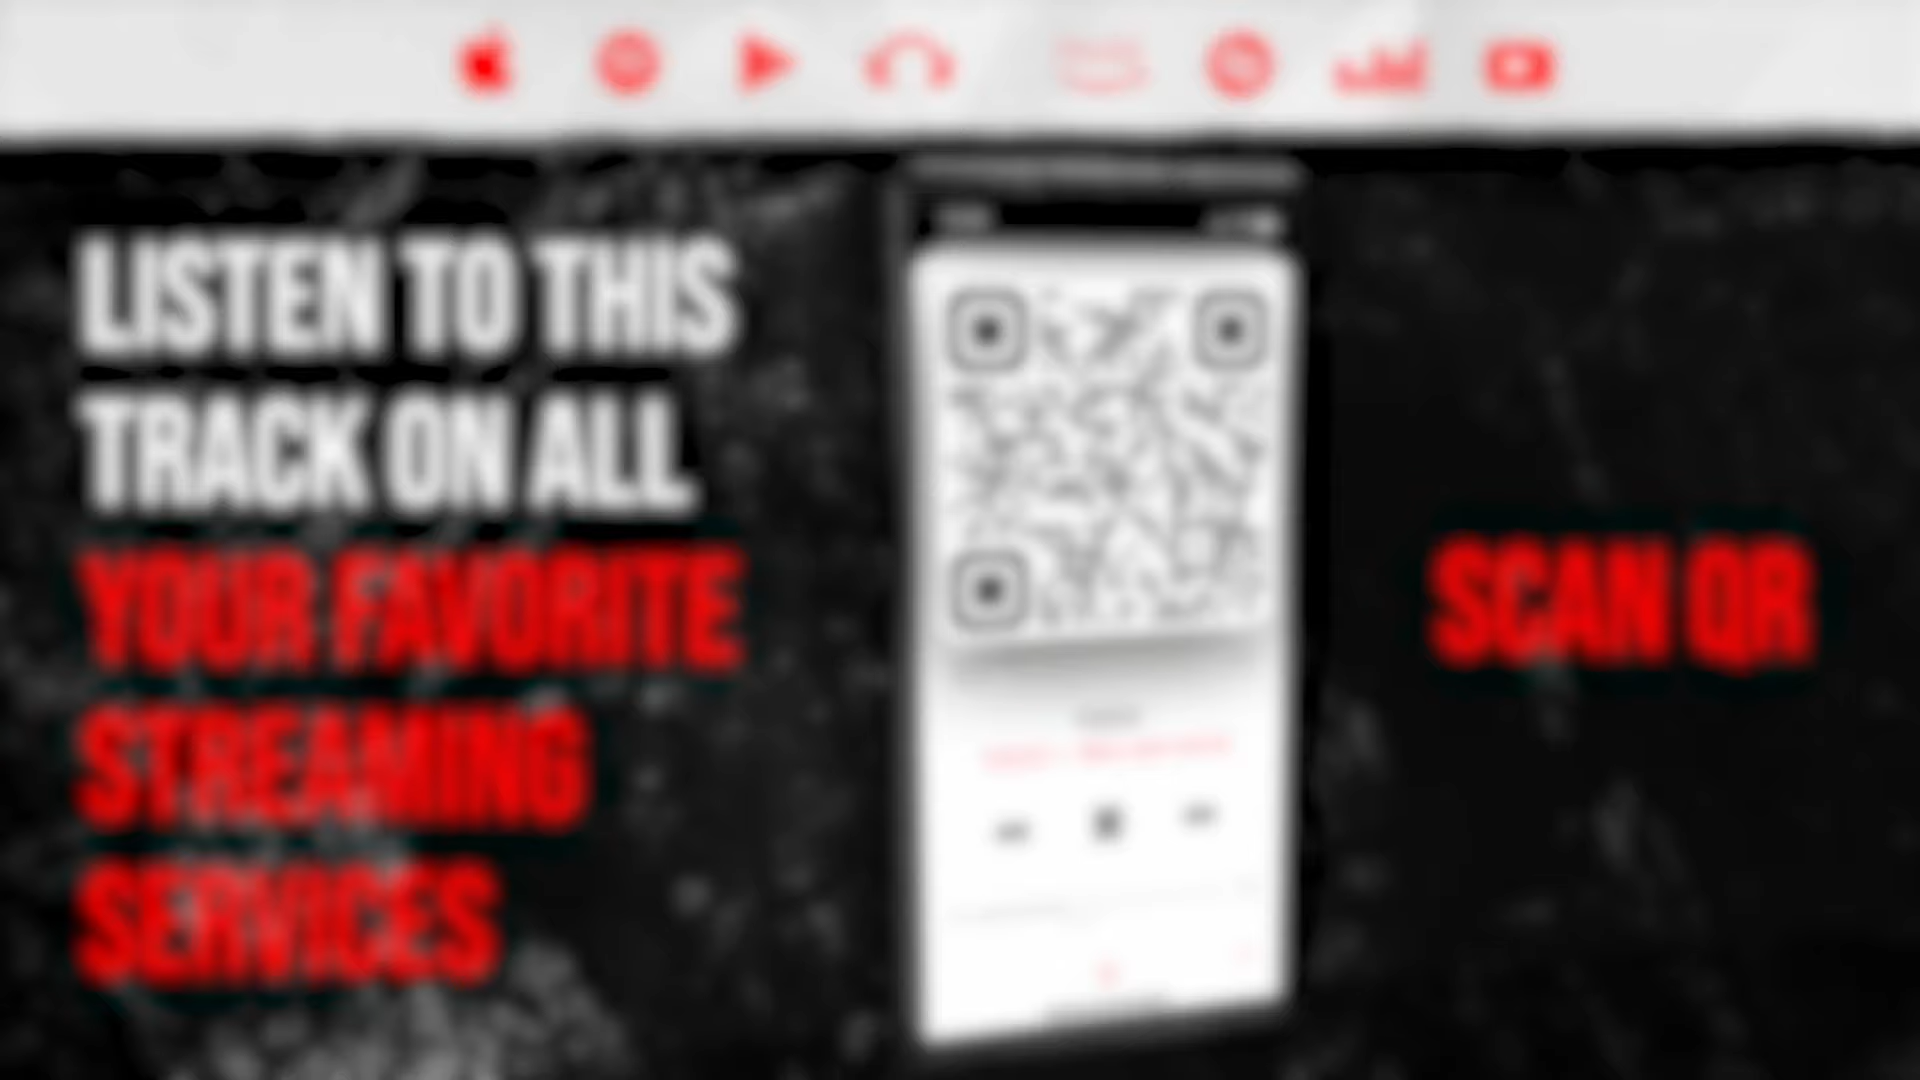 LISTEN TO THIS
TRACK ON ALL
YOUR FAVORITE
STREAMING
SERVICES
SCAN QR